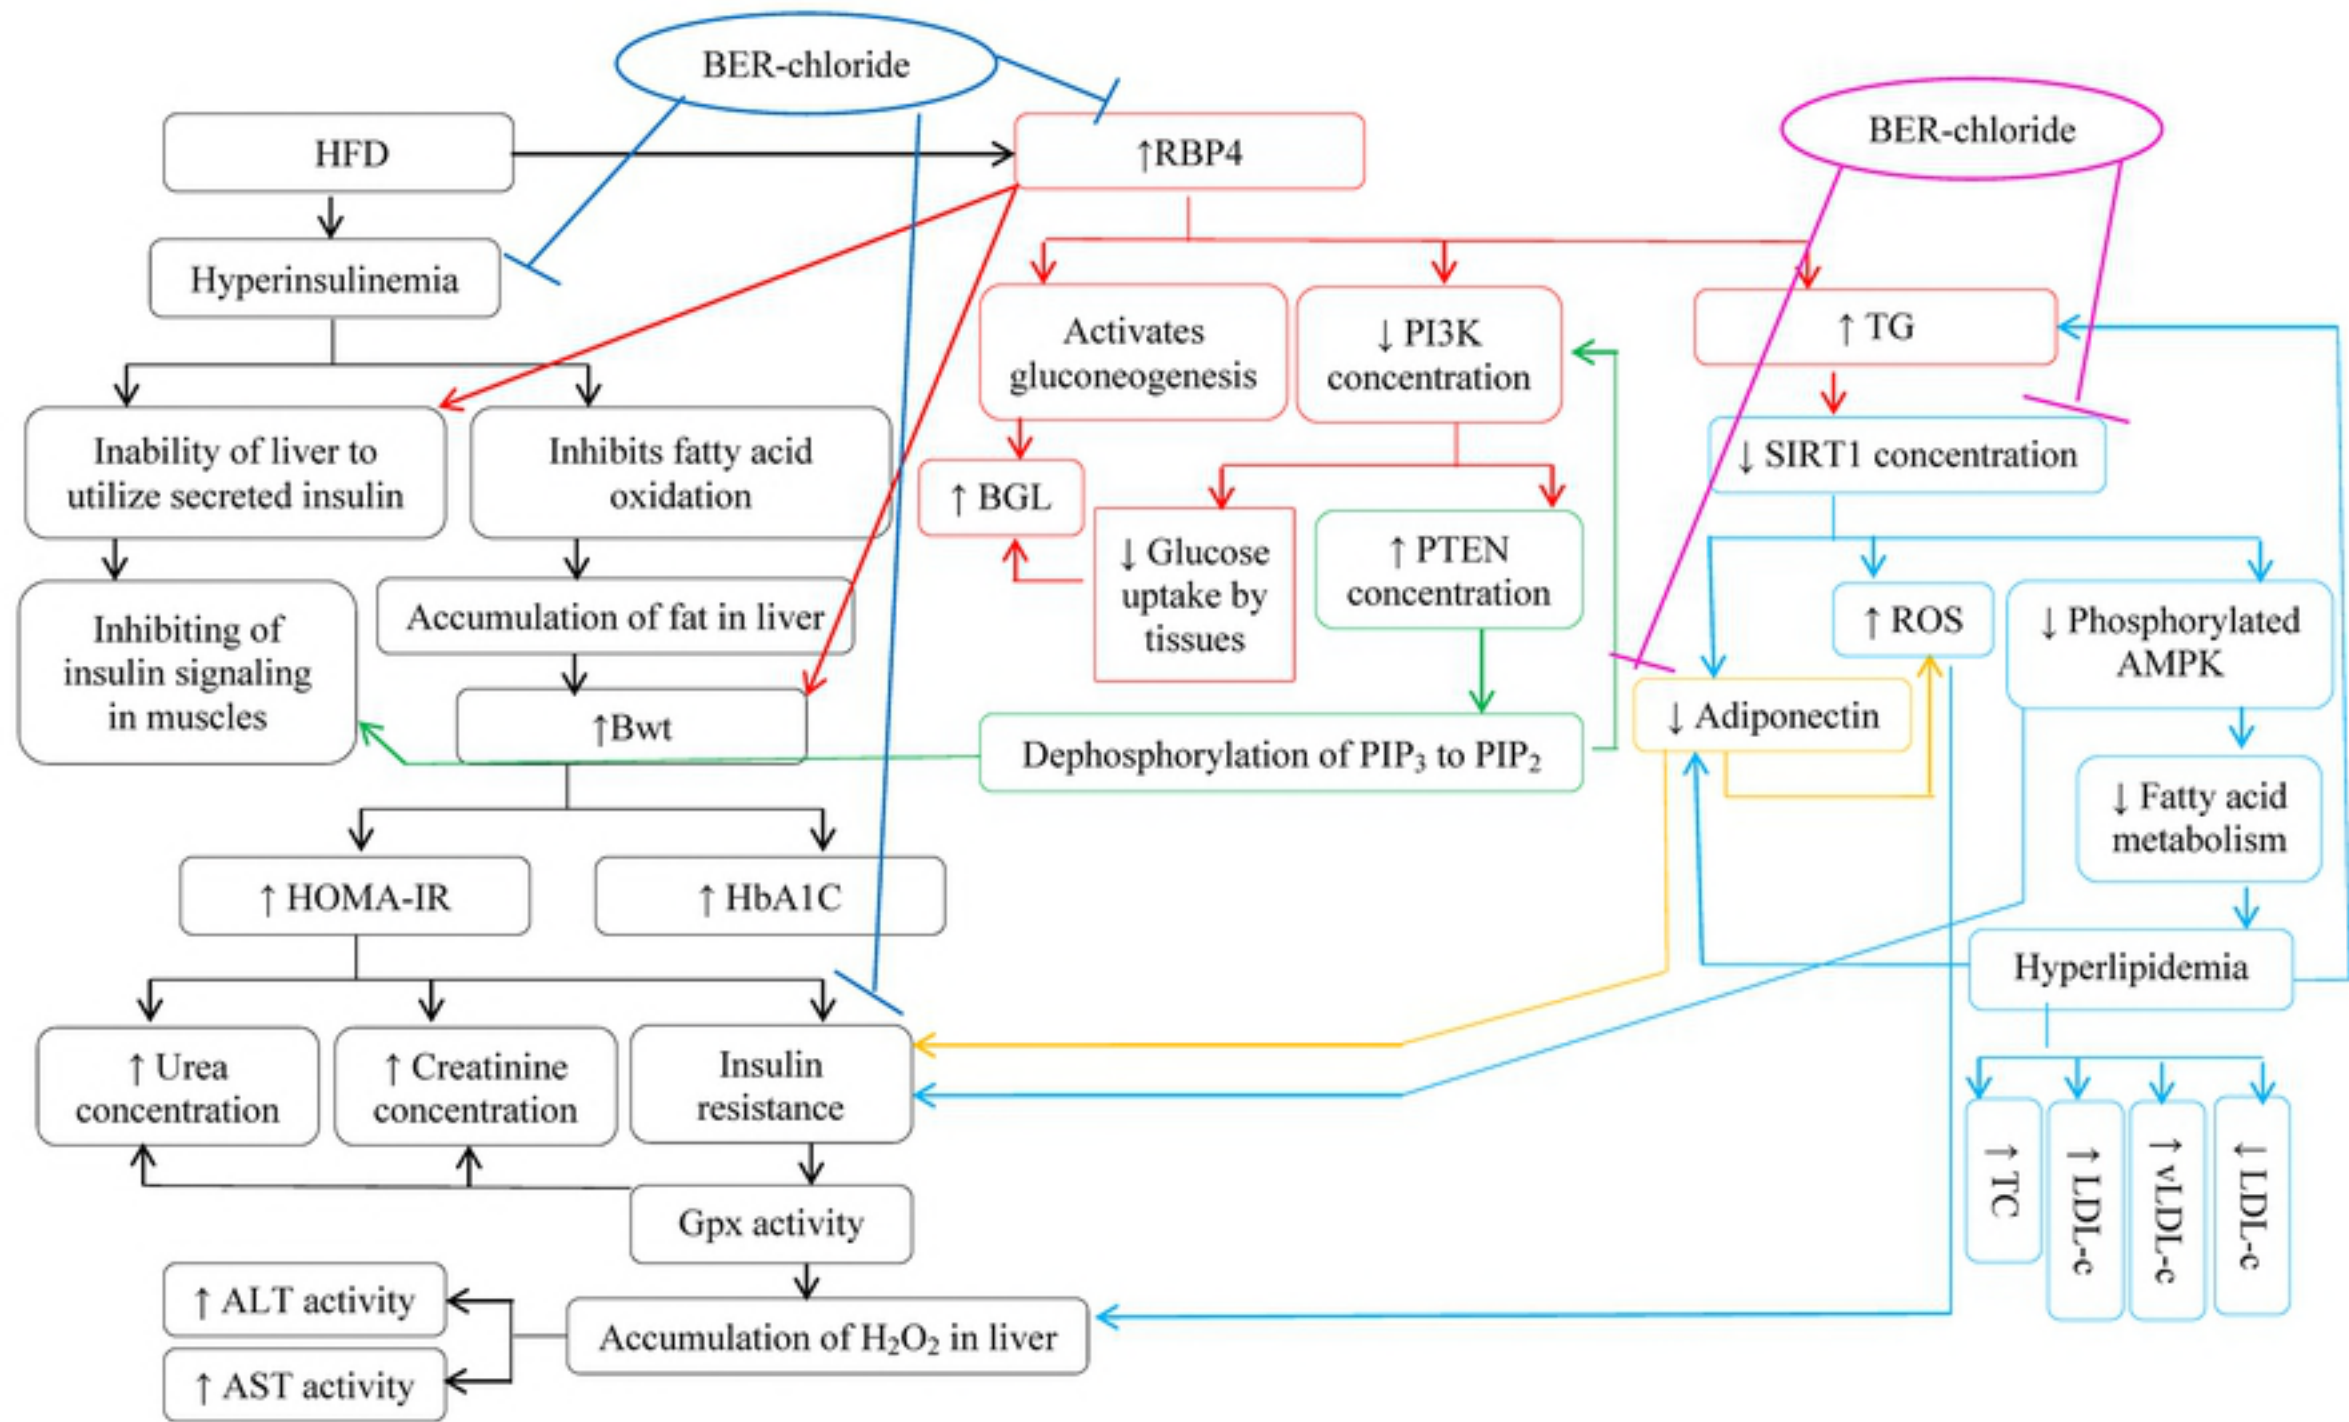 BER-chloride
BER-chloride
HFD
↑RBP4
Hyperinsulinemia
Activates
gluconeogenesis
↓ PI3K
concentration
↑ TG
Inability of liver to
utilize secreted insulin
Inhibits fatty acid
oxidation
↑ BGL
↓ SIRT1 concentration
↓ Glucose
uptake by
tissues
↑ PTEN
concentration
Inhibiting of
insulin signaling
in muscles
Accumulation of fat in liver
↑ ROS
↓ Phosphorylated
AMPK
↑Bwt
Dephosphorylation of PIP₃ to PIP₂
↓ Adiponectin
↓ Fatty acid
metabolism
↑ HOMA-IR
↑ HbA1C
Hyperlipidemia
↑ Urea
concentration
↑ Creatinine
concentration
Insulin
resistance
↑ TC
↑ LDL-c
↑ vLDL-c
↓ LDL-c
Gpx activity
↑ ALT activity
Accumulation of H₂O₂ in liver
↑ AST activity